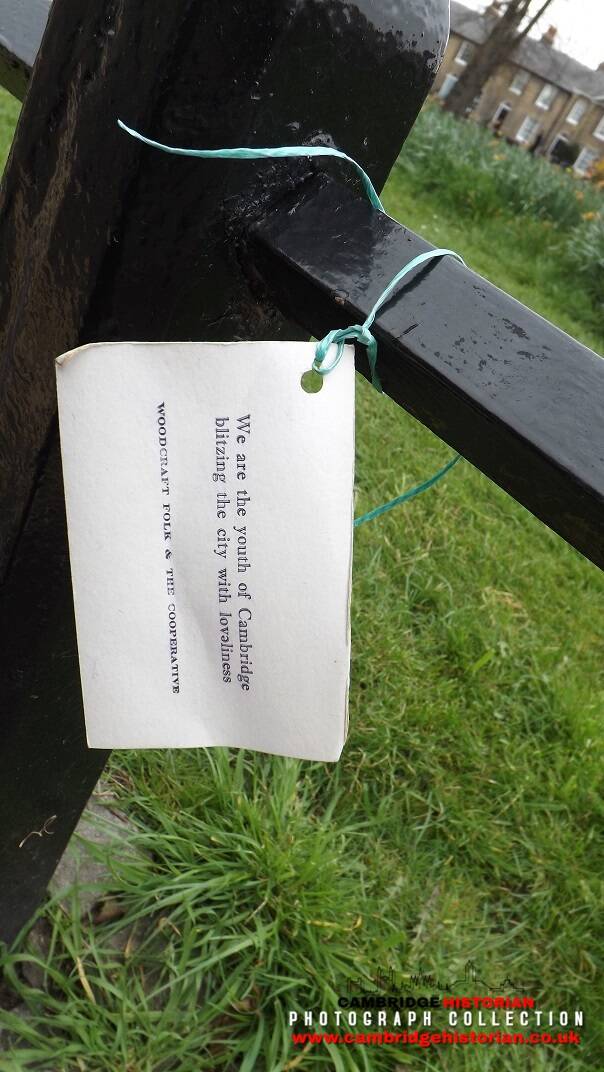 We are the youth of Cambridge
blitzing the city with lovəliness
WOODCRAFT FOLK & THE COOPERATIVE
CAMBRIDGE HISTORIAN
PHOTOGRAPH COLLECTION
www.cambridgehistorian.co.uk